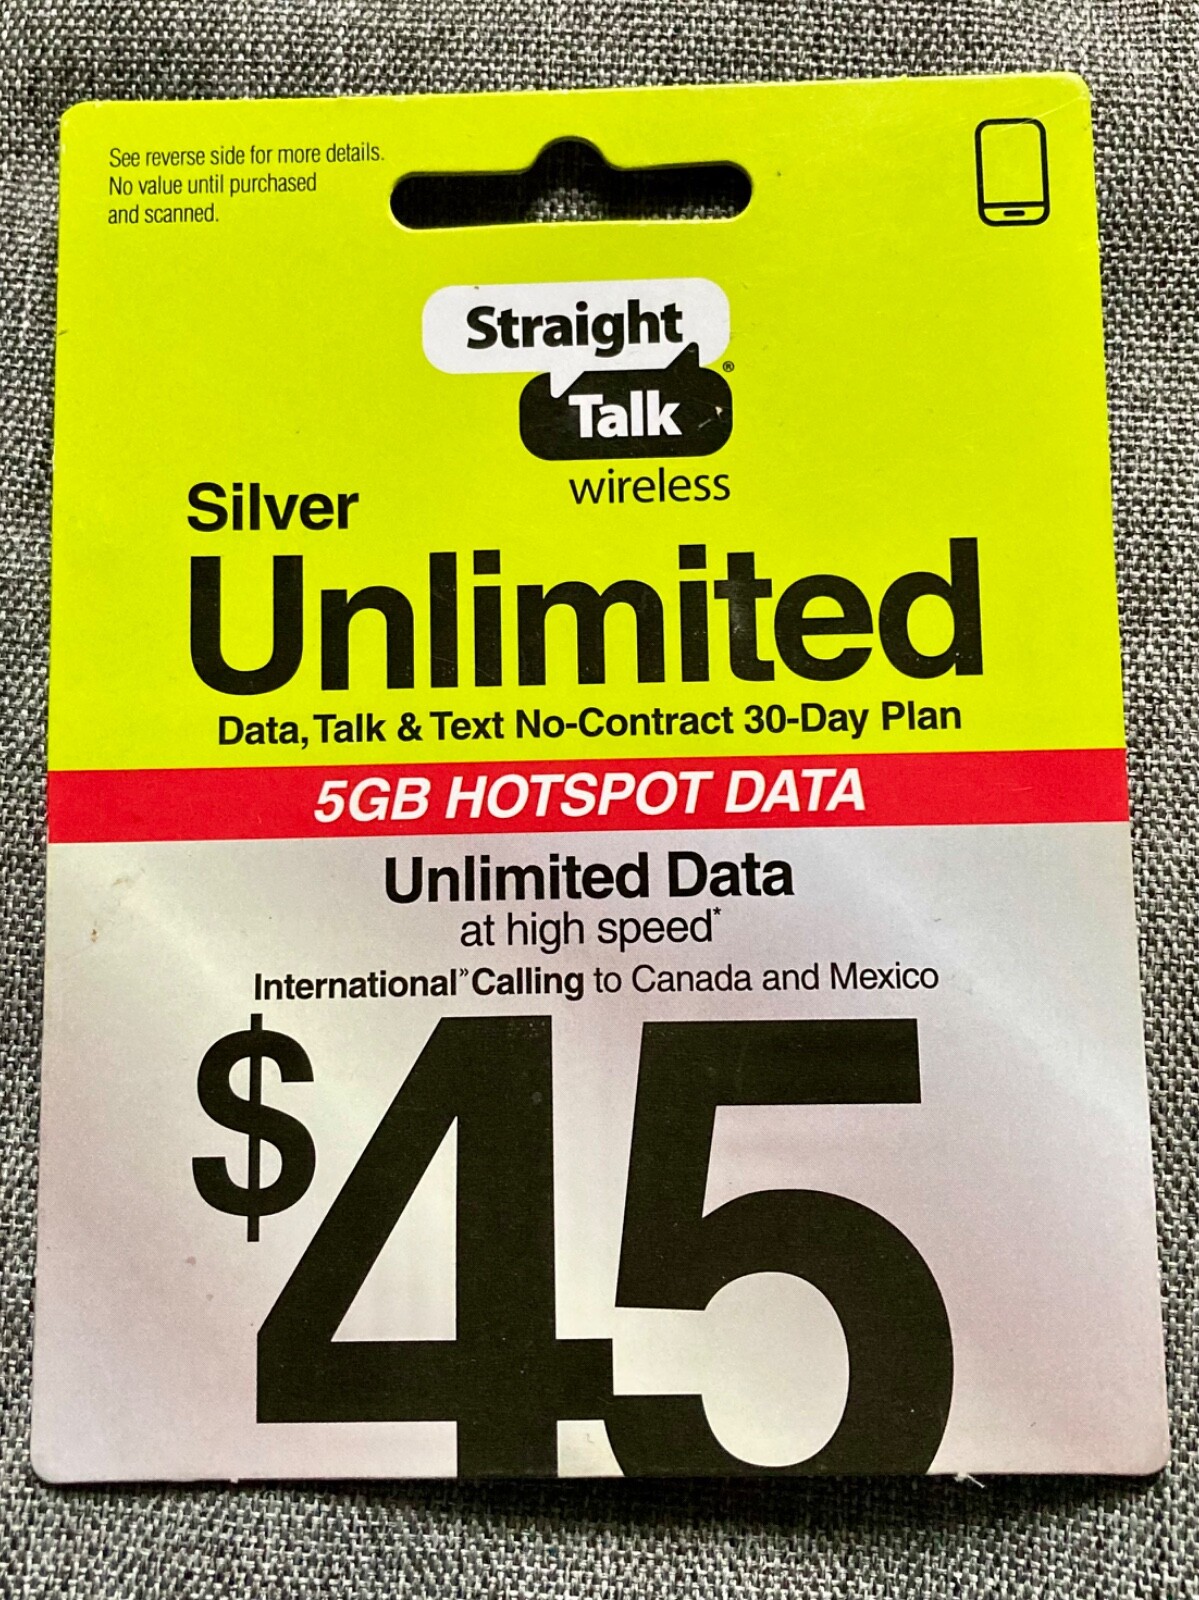 See reverse side for more details.
No value until purchased
and scanned.
Straight
Talk®
wireless
Silver
Unlimited
Data, Talk & Text No-Contract 30-Day Plan
5GB HOTSPOT DATA
Unlimited Data
at high speed*
International» Calling to Canada and Mexico
$45